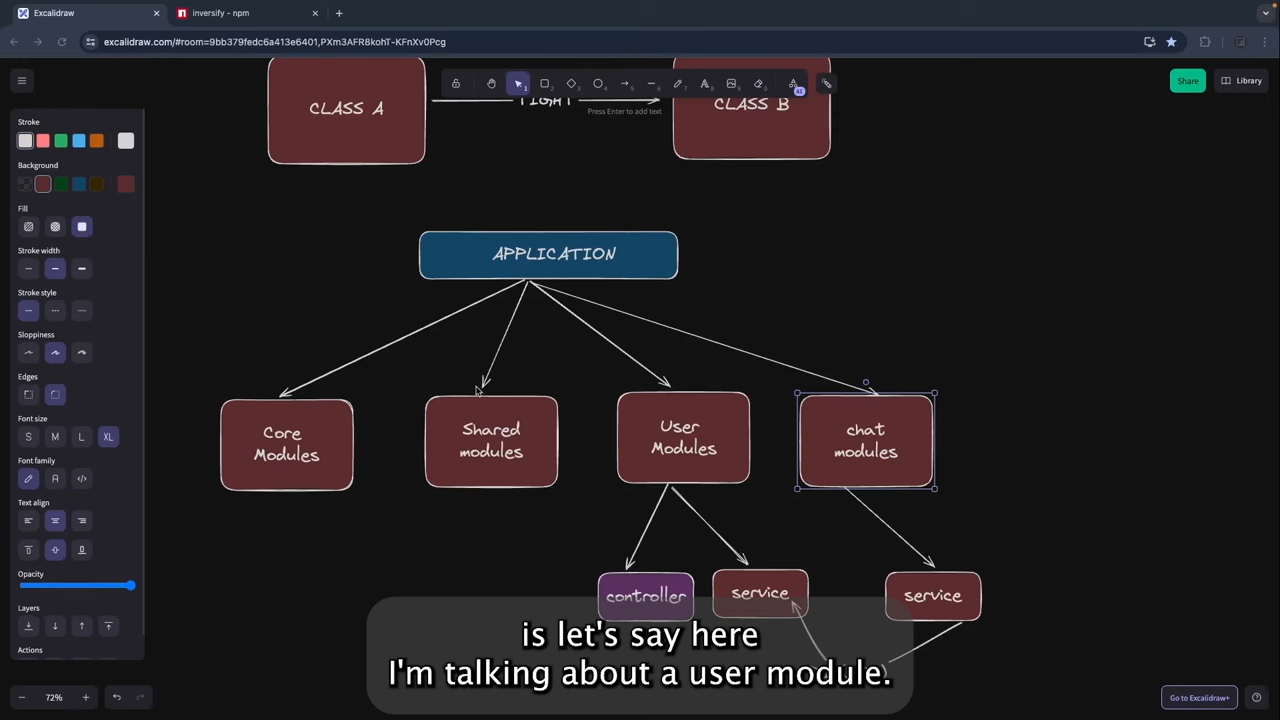 Excalidraw
inversify - npm
excalidraw.com/#room=9bb379fedc6a413e6401,PXm3AFR8kohT-KFnXv0Pcg
Share
Library
Press Enter to add text
CLASS A
TIGHT
CLASS B
Stroke
Background
Fill
Stroke width
Stroke style
Sloppiness
Edges
Font size
S M L XL
Font family
A
Text align
Opacity
Layers
Actions
APPLICATION
Core
Modules
Shared
modules
User
Modules
chat
modules
controller
service
service
is let's say here
I'm talking about a user module.
72%
Go to Excalidraw+
AI